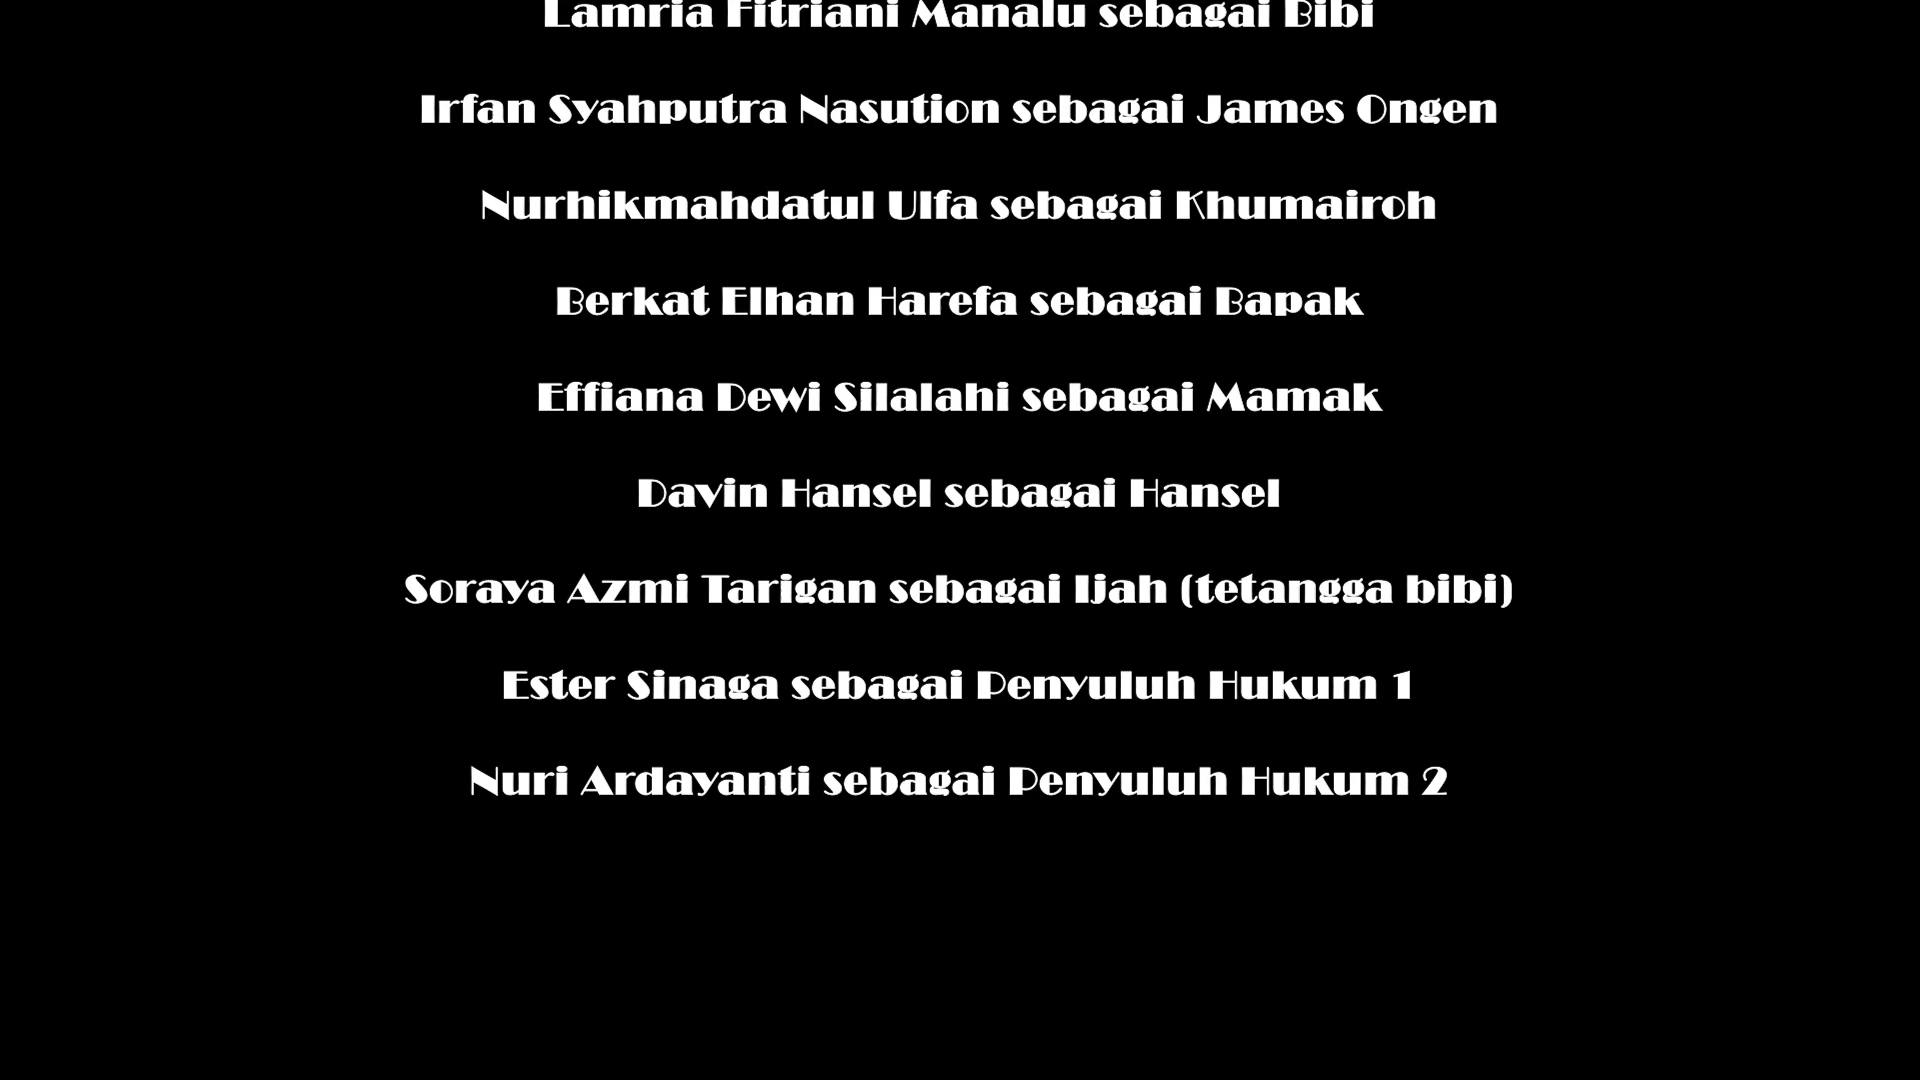 Lamria Fitriani Manalu sebagai Bibi
Irfan Syahputra Nasution sebagai James Ongen
Nurhikmahdatul Ulfa sebagai Khumairoh
Berkat Elhan Harefa sebagai Bapak
Effiana Dewi Silalahi sebagai Mamak
Davin Hansel sebagai Hansel
Soraya Azmi Tarigan sebagai Ijah (tetangga bibi)
Ester Sinaga sebagai Penyuluh Hukum 1
Nuri Ardayanti sebagai Penyuluh Hukum 2